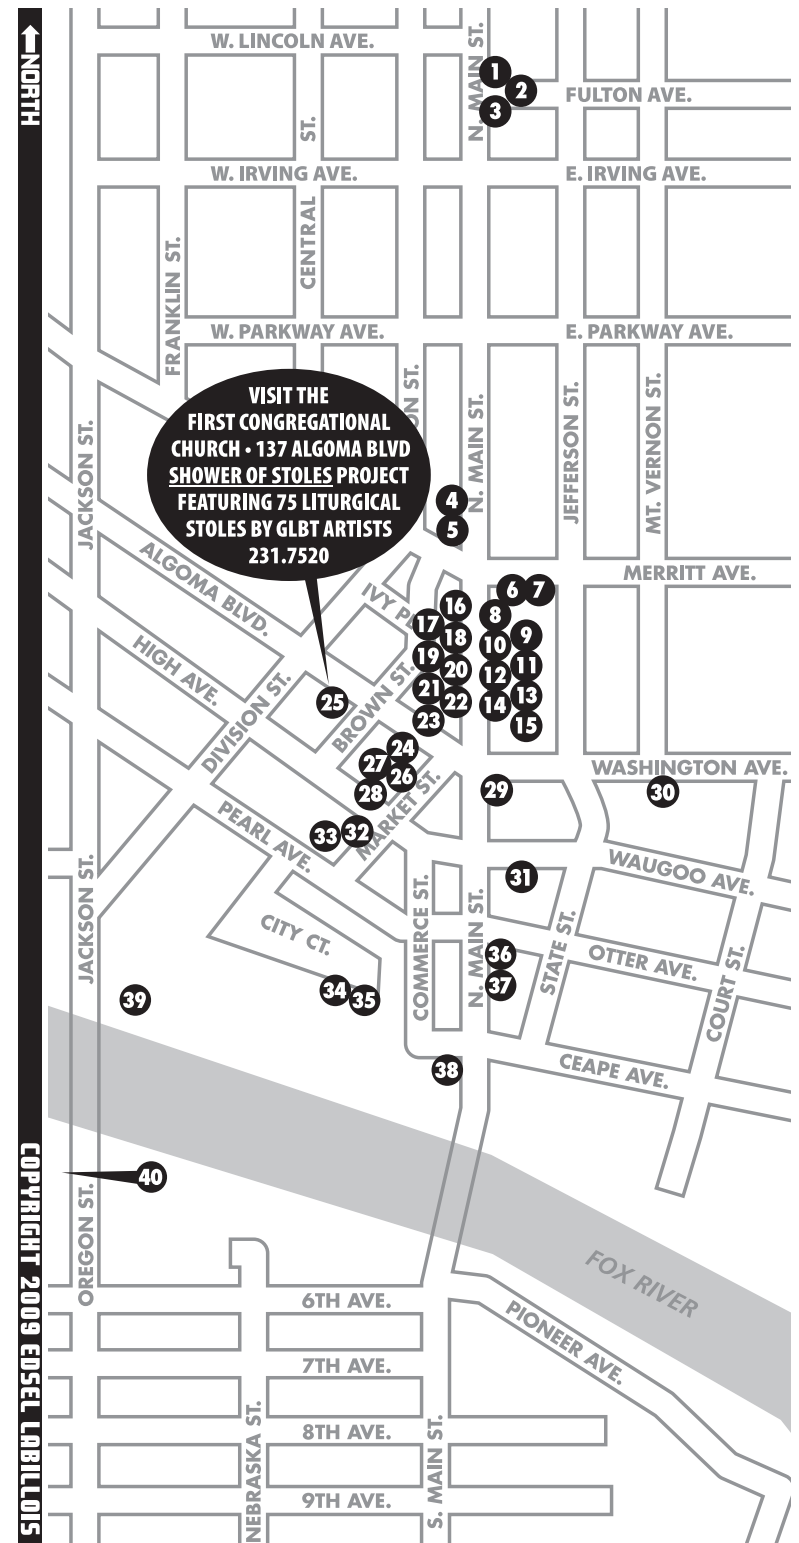 NORTH
W. LINCOLN AVE.
N. MAIN ST.
1
2
3
FULTON AVE.
ST.
W. IRVING AVE.
E. IRVING AVE.
CENTRAL
FRANKLIN ST.
W. PARKWAY AVE.
E. PARKWAY AVE.
VISIT THE
FIRST CONGREGATIONAL
CHURCH • 137 ALGOMA BLVD
SHOWER OF STOLES PROJECT
FEATURING 75 LITURGICAL
STOLES BY GLBT ARTISTS
231.7520
ON ST.
N. MAIN ST.
JEFFERSON ST.
MT. VERNON ST.
JACKSON ST.
4
5
ALGOMA BLVD.
MERRITT AVE.
IVY
6
7
16
8
17
18
9
10
19
20
11
12
21
22
13
14
23
15
HIGH AVE.
DIVISION ST.
25
BROWN ST.
24
27
26
28
MARKET ST.
WASHINGTON AVE.
29
30
PEARL AVE.
33
32
WAUGOO AVE.
31
JACKSON ST.
CITY CT.
COMMERCE ST.
N. MAIN ST.
STATE ST.
OTTER AVE.
COURT ST.
36
37
34
35
39
38
CEAPE AVE.
40
OREGON ST.
FOX RIVER
6TH AVE.
PIONEER AVE.
7TH AVE.
NEBRASKA ST.
8TH AVE.
S. MAIN ST.
9TH AVE.
COPYRIGHT 2009 EDSEL LABILLOIS